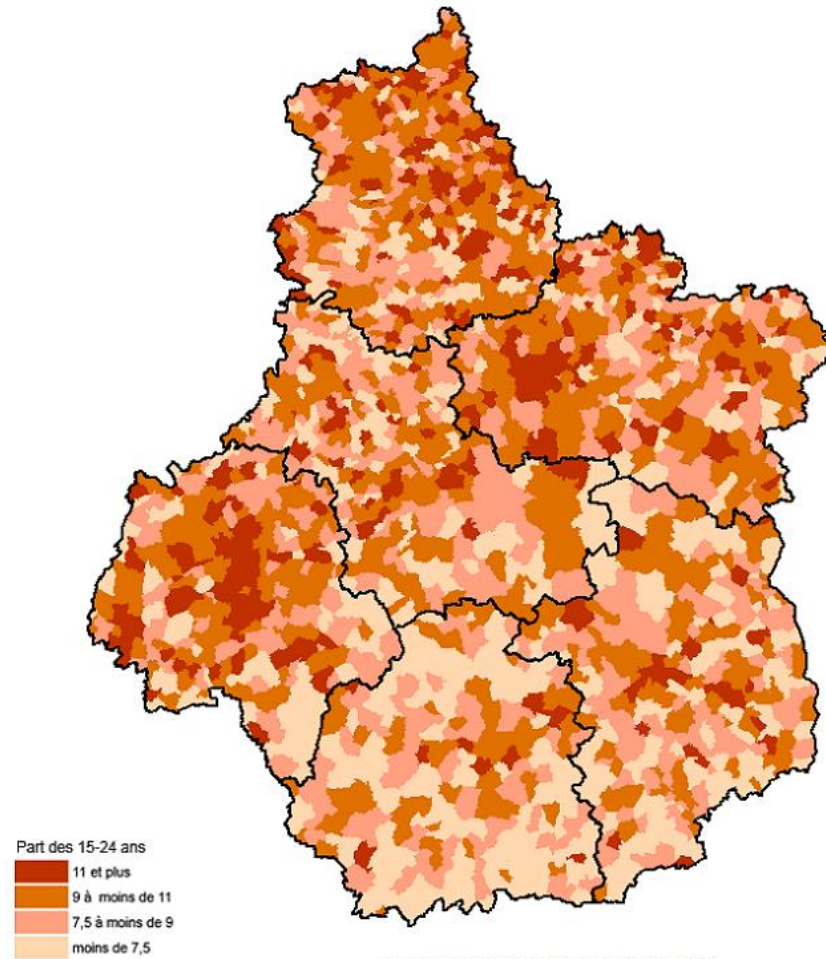 Part des 15-24 ans
11 et plus
9 à moins de 11
7,5 à moins de 9
moins de 7,5